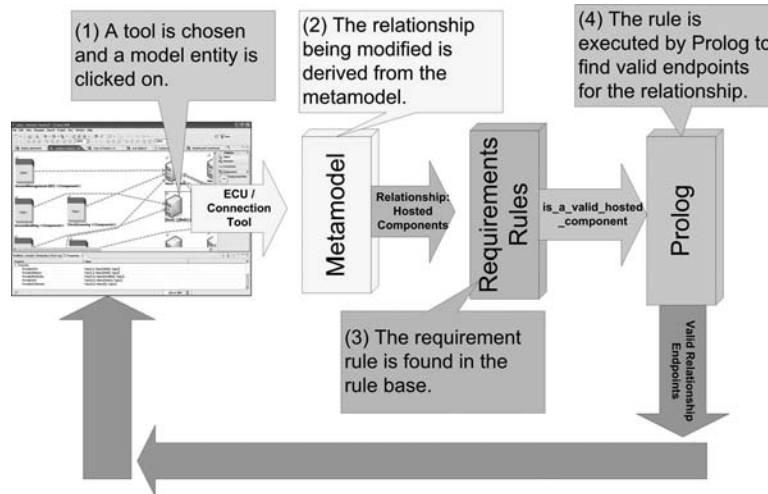 (1) A tool is chosen
and a model entity is
clicked on.
(2) The relationship
being modified is
derived from the
metamodel.
(4) The rule is
executed by Prolog to
find valid endpoints
for the relationship.
ECU /
Connection
Tool
Metamodel
Relationship:
Hosted
Components
Requirements
Rules
is_a_valid_hosted
_component
Prolog
(3) The requirement
rule is found in the
rule base.
Valid Relationship
Endpoints